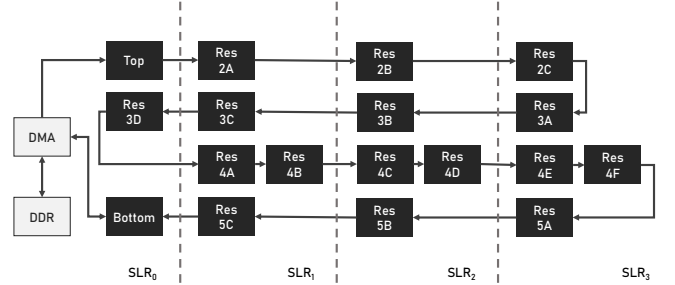 Top
Res
2A
Res
2B
Res
2C
Res
3D
Res
3C
Res
3B
Res
3A
DMA
Res
4A
Res
4B
Res
4C
Res
4D
Res
4E
Res
4F
DDR
Bottom
Res
5C
Res
5B
Res
5A
SLR₀
SLR₁
SLR₂
SLR₃